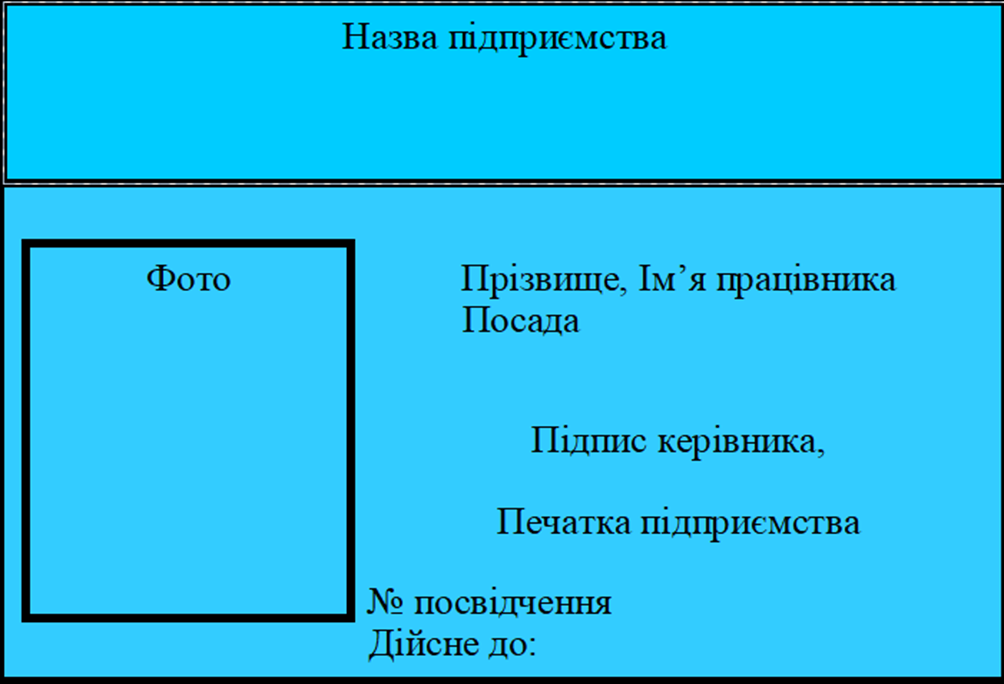 Назва підприємства
Фото
Прізвище, Ім’я працівника
Посада
Підпис керівника,
Печатка підприємства
№ посвідчення
Дійсне до: